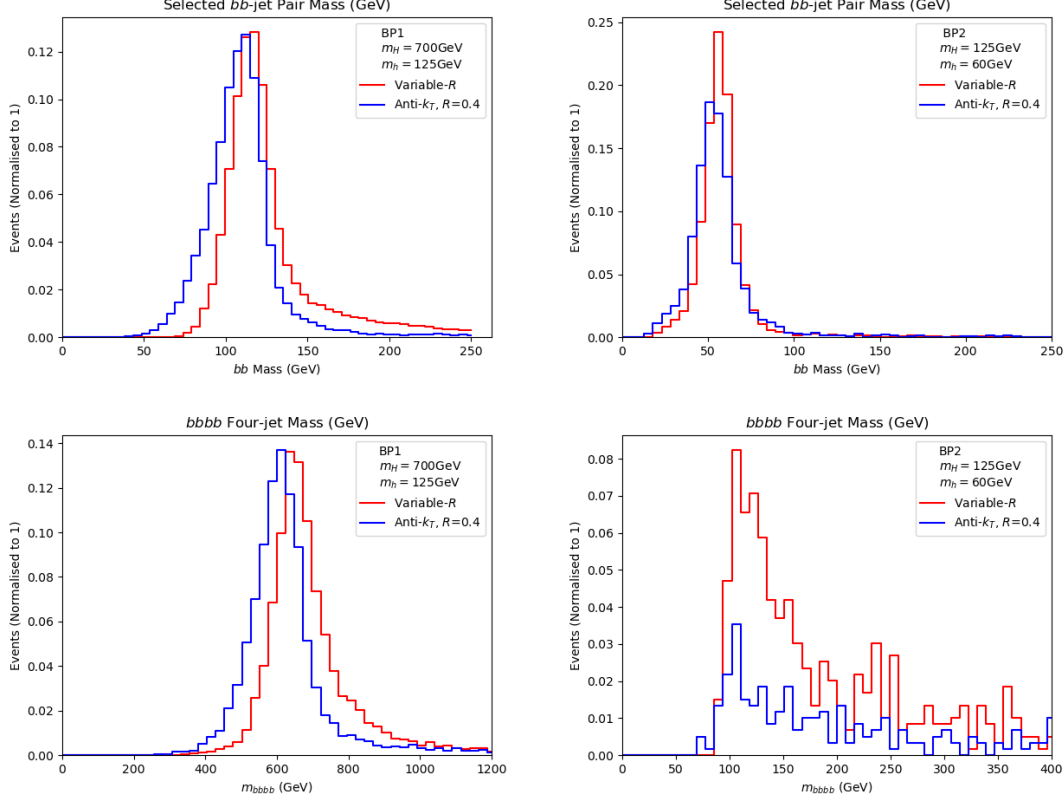 Selected bb-jet Pair Mass (GeV)
0.12
0.10
0.08
0.06
0.04
0.02
0.00
Events (Normalised to 1)
BP1
m_H = 700GeV
m_h = 125GeV
Variable-R
Anti-k_T, R=0.4
0 50 100 150 200 250
bb Mass (GeV)
Selected bb-jet Pair Mass (GeV)
0.25
0.20
0.15
0.10
0.05
0.00
Events (Normalised to 1)
BP2
m_H = 125GeV
m_h = 60GeV
Variable-R
Anti-k_T, R=0.4
0 50 100 150 200 250
bb Mass (GeV)
bbbb Four-jet Mass (GeV)
0.14
0.12
0.10
0.08
0.06
0.04
0.02
0.00
Events (Normalised to 1)
BP1
m_H = 700GeV
m_h = 125GeV
Variable-R
Anti-k_T, R=0.4
0 200 400 600 800 1000 1200
m_bbbb (GeV)
bbbb Four-jet Mass (GeV)
0.08
0.07
0.06
0.05
0.04
0.03
0.02
0.01
0.00
Events (Normalised to 1)
BP2
m_H = 125GeV
m_h = 60GeV
Variable-R
Anti-k_T, R=0.4
0 50 100 150 200 250 300 350 400
m_bbbb (GeV)